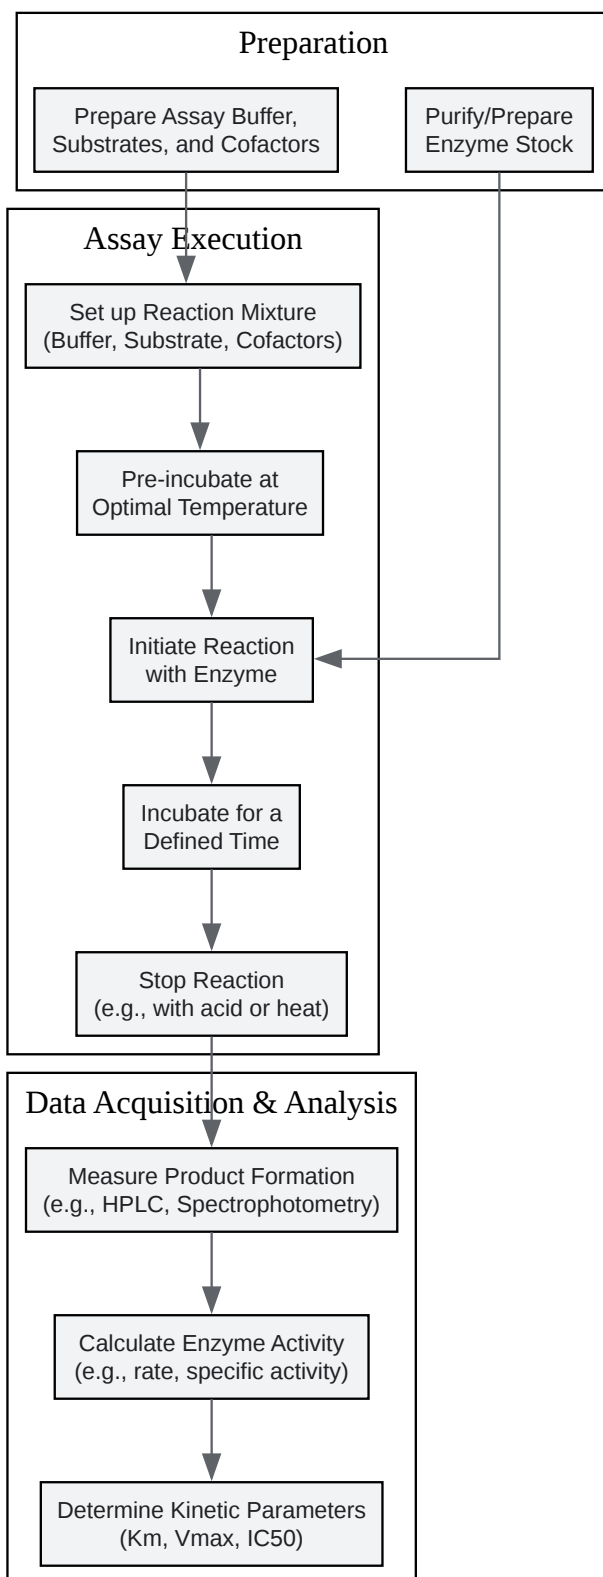 Preparation
Prepare Assay Buffer,
Substrates, and Cofactors
Purify/Prepare
Enzyme Stock
Assay Execution
Set up Reaction Mixture
(Buffer, Substrate, Cofactors)
Pre-incubate at
Optimal Temperature
Initiate Reaction
with Enzyme
Incubate for a
Defined Time
Stop Reaction
(e.g., with acid or heat)
Data Acquisition & Analysis
Measure Product Formation
(e.g., HPLC, Spectrophotometry)
Calculate Enzyme Activity
(e.g., rate, specific activity)
Determine Kinetic Parameters
(Km, Vmax, IC50)